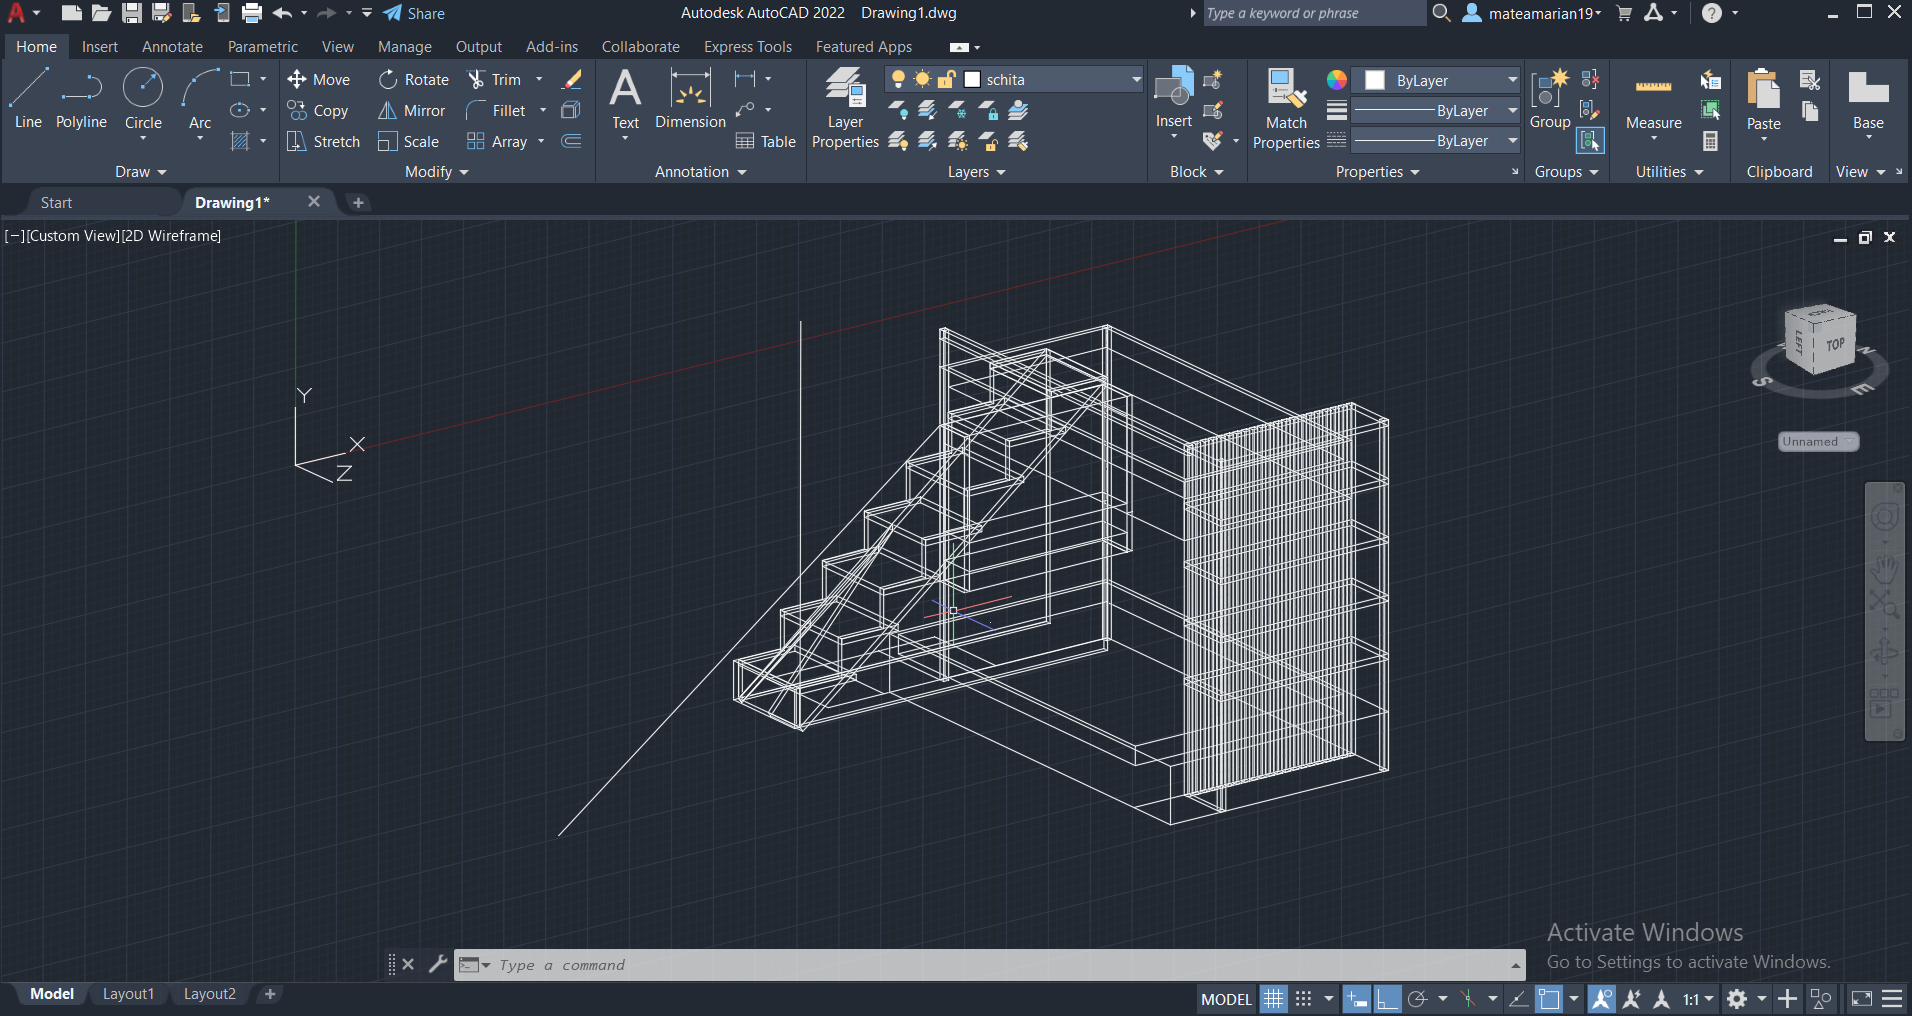 Share
Autodesk AutoCAD 2022 Drawing1.dwg
Type a keyword or phrase
mateamarian19
Home Insert Annotate Parametric View Manage Output Add-ins Collaborate Express Tools Featured Apps
Line Polyline Circle Arc
Move Rotate Trim
Copy Mirror Fillet
Stretch Scale Array
Text Dimension
Table
Layer
Properties
schita
Insert
Match
Properties
ByLayer
ByLayer
ByLayer
Group
Measure
Paste
Base
Draw Modify Annotation Layers Block Properties Groups Utilities Clipboard View
Start Drawing1*
[−][Custom View][2D Wireframe]
Y
X
Z
LEFT
TOP
S
E
Unnamed
Type a command
Activate Windows
Go to Settings to activate Windows.
Model Layout1 Layout2
MODEL
1:1